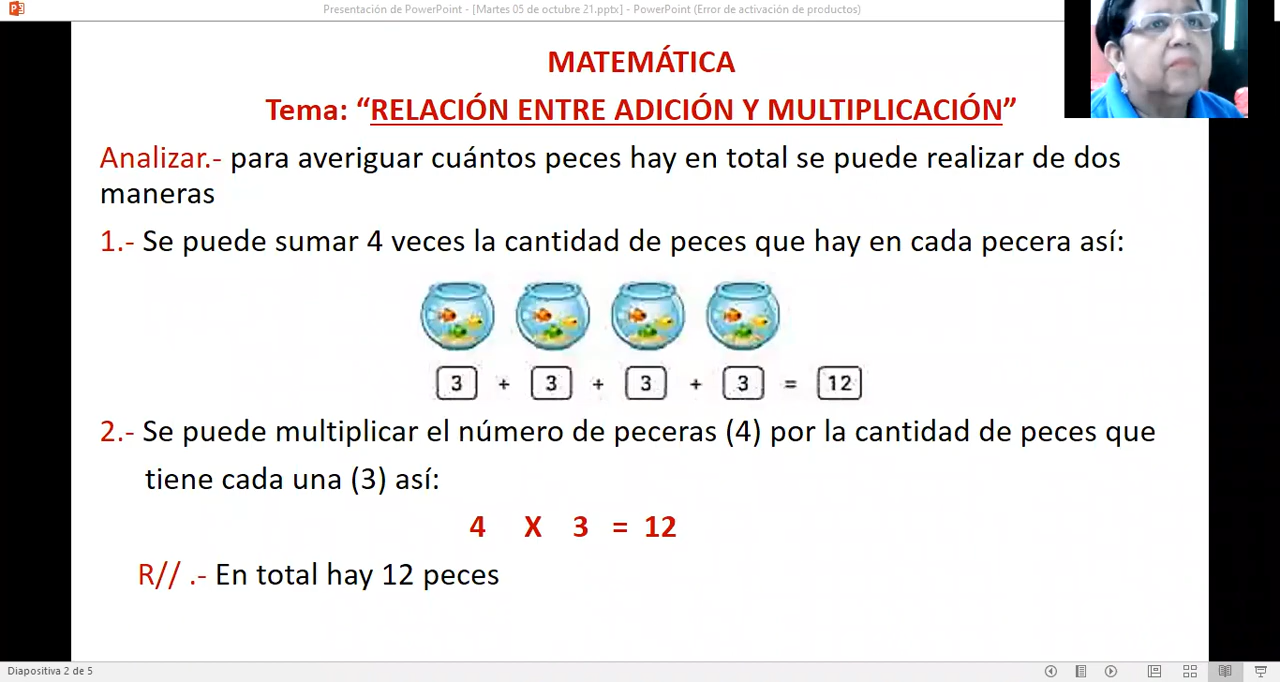 Presentación de PowerPoint - [Martes 05 de octubre 21.pptx] - PowerPoint (Error de activación de productos)
MATEMÁTICA
Tema: “RELACIÓN ENTRE ADICIÓN Y MULTIPLICACIÓN”
Analizar.- para averiguar cuántos peces hay en total se puede realizar de dos
maneras
1.- Se puede sumar 4 veces la cantidad de peces que hay en cada pecera así:
3 + 3 + 3 + 3 = 12
2.- Se puede multiplicar el número de peceras (4) por la cantidad de peces que
tiene cada una (3) así:
4 X 3 = 12
R// .- En total hay 12 peces
Diapositiva 2 de 5